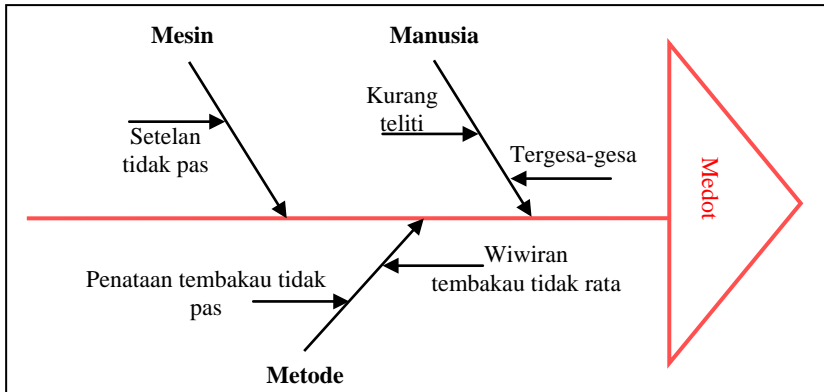 Mesin
Manusia
Kurang
teliti
Setelan
tidak pas
Tergesa-gesa
Medot
Penataan tembakau tidak
pas
Wiwiran
tembakau tidak rata
Metode